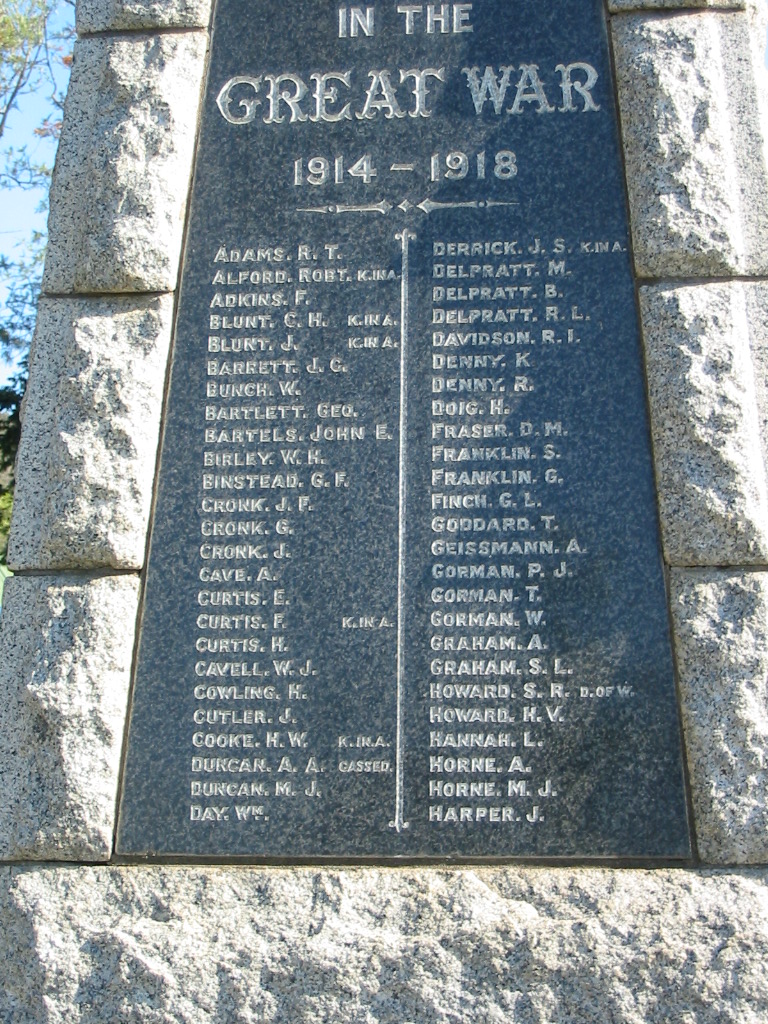 IN THE
GREAT WAR
1914 - 1918
ADAMS. R. T.
ALFORD. ROBT. K.IN A.
ADKINS. F.
BLUNT. C. H. K.IN A.
BLUNT. J. K.IN A.
BARRETT. J. C.
BUNCH. W.
BARTLETT. GEO.
BARTELS. JOHN E.
BIRLEY. W. H.
BINSTEAD. G. F.
CRONK. J. F.
CRONK. G.
CRONK. J.
CAVE. A.
CURTIS. E.
CURTIS. F. K.IN A.
CURTIS. H.
CAVELL. W. J.
COWLING. H.
CUTLER. J.
COOKE. H. W. K.IN.A.
DUNCAN. A. A. GASSED.
DUNCAN. M. J.
DAY. WM.
DERRICK. J. S. K.IN A.
DELPRATT. M.
DELPRATT. B.
DELPRATT. R. L.
DAVIDSON. R. I.
DENNY. K
DENNY. R.
DOIG. H.
FRASER. D. M.
FRANKLIN. S.
FRANKLIN. G.
FINCH. G. L.
GODDARD. T.
GEISSMANN. A.
GORMAN. P. J.
GORMAN. T.
GORMAN. W.
GRAHAM. A.
GRAHAM. S. L.
HOWARD. S. R. D. OF W.
HOWARD. H. V.
HANNAH. L.
HORNE. A.
HORNE. M. J.
HARPER. J.